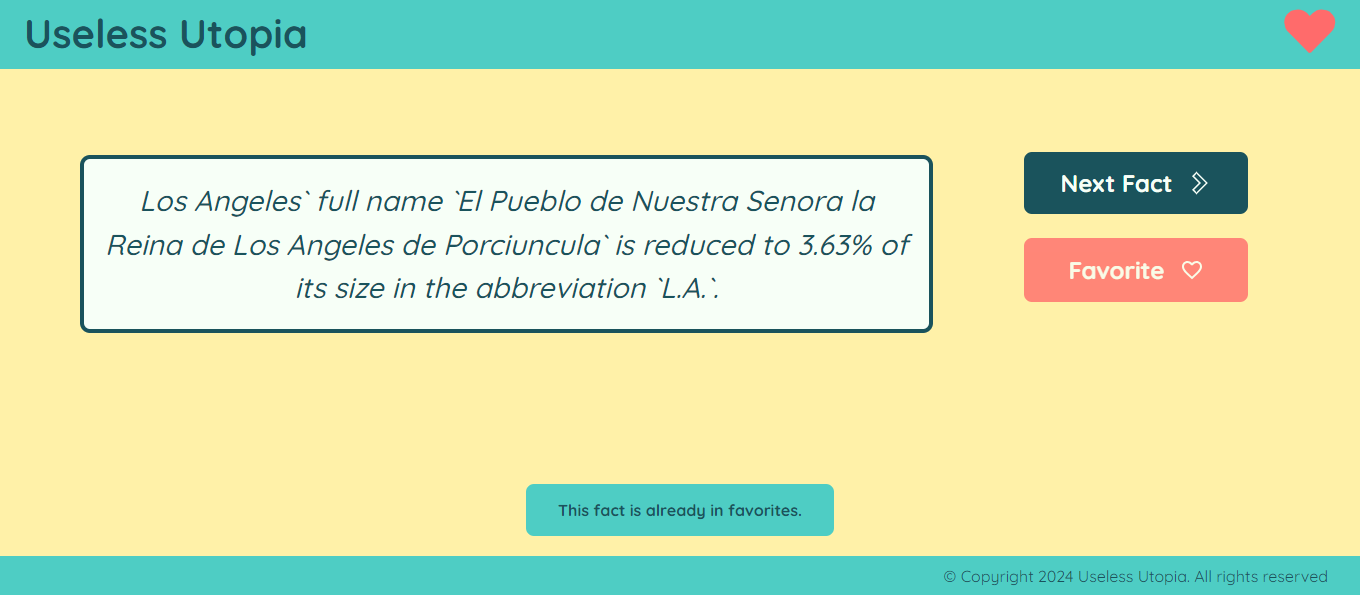 Useless Utopia
Los Angeles` full name `El Pueblo de Nuestra Senora la
Reina de Los Angeles de Porciuncula` is reduced to 3.63% of
its size in the abbreviation `L.A.`.
Next Fact
Favorite
This fact is already in favorites.
© Copyright 2024 Useless Utopia. All rights reserved